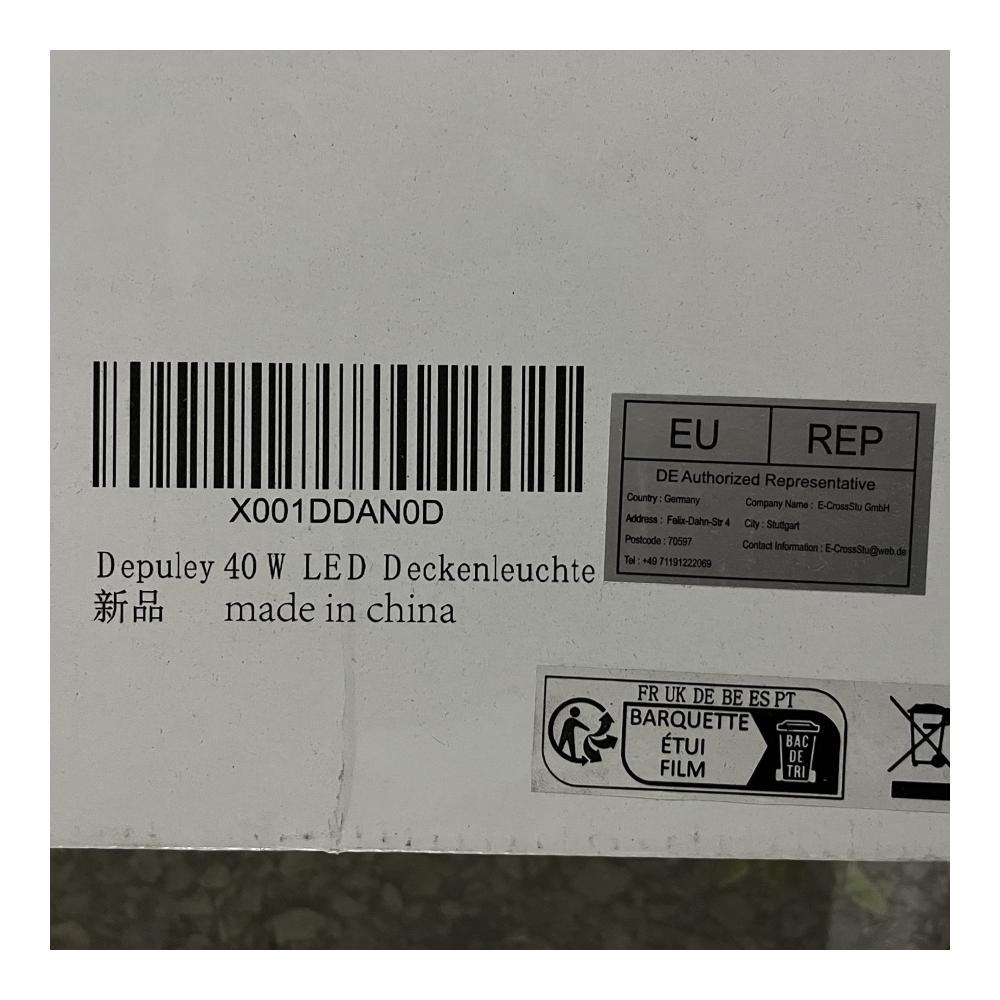 X001DDAN0D
Depuley 40 W LED Deckenleuchte
新品 made in china
EU REP
DE Authorized Representative
Country : Germany Company Name : E-CrossStu GmbH
Address : Felix-Dahn-Str 4 City : Stuttgart
Postcode : 70597 Contact Information : E-CrossStu@web.de
Tel : +49 71191222069
FR UK DE BE ES PT
BARQUETTE
ÉTUI
FILM
BAC
DE
TRI